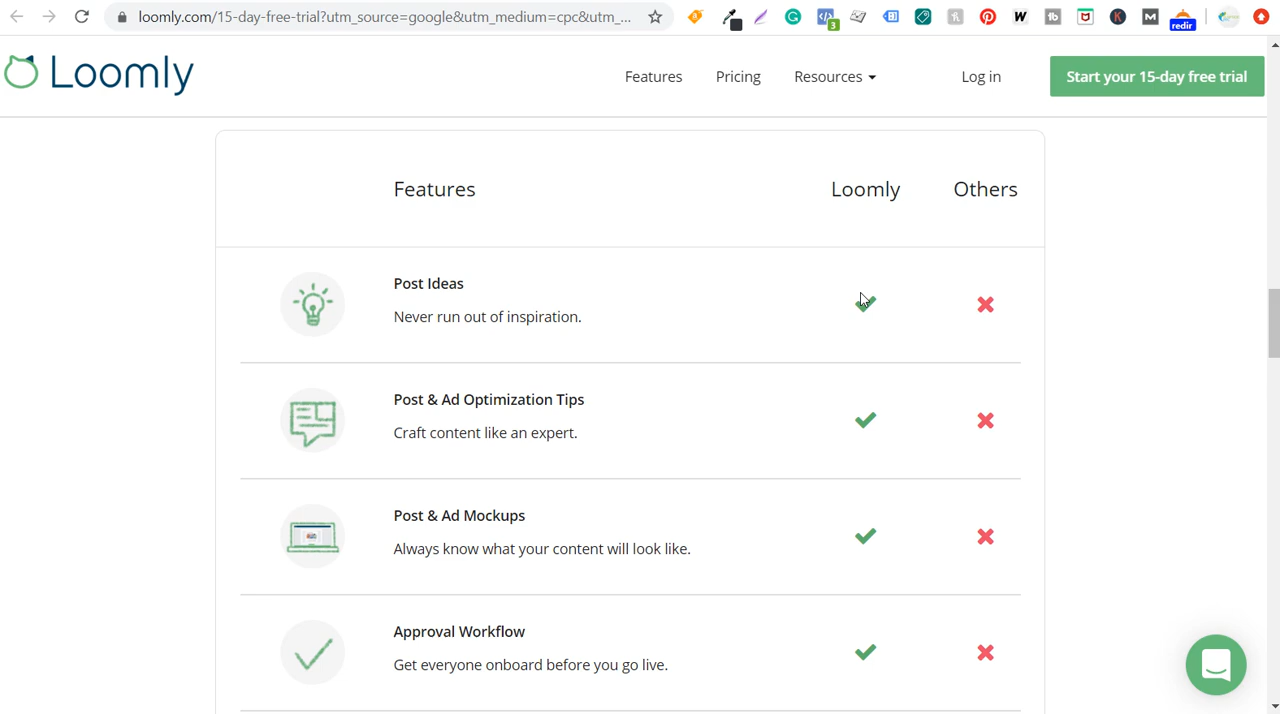 loomly.com/15-day-free-trial?utm_source=google&utm_medium=cpc&utm_...
3
W
tb
K
M
redir
Loomly
Features
Pricing
Resources
Log in
Start your 15-day free trial
Features
Loomly
Others
Post Ideas
Never run out of inspiration.
Post & Ad Optimization Tips
Craft content like an expert.
Post & Ad Mockups
Always know what your content will look like.
Approval Workflow
Get everyone onboard before you go live.